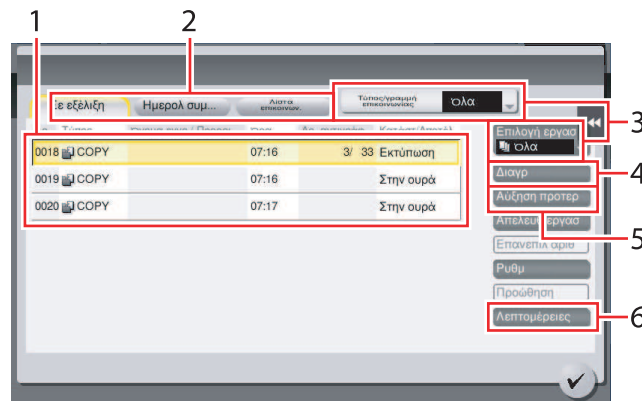 1
2
Σε εξέλιξη Ημερολ συμ... Λίστα επικοινων.
Τύπος/γραμμή
επικοινωνίας
Όλα
3
Τύπος
Επιλογή εργασ
Όλα
0018 COPY 07:16 3/ 33 Εκτύπωση
0019 COPY 07:16 Στην ουρά
0020 COPY 07:17 Στην ουρά
Διαγρ
4
Αύξηση προτερ
5
Επανεπιλ αριθ
Ρυθμ
Προώθηση
Λεπτομέρειες
6